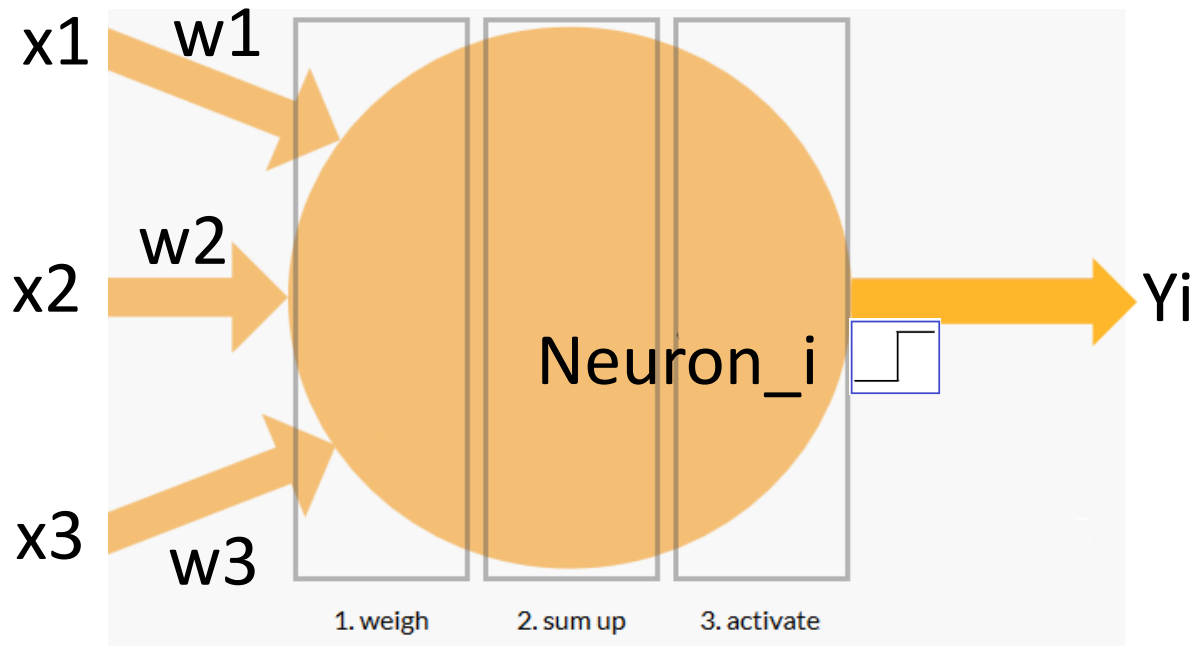 x1
w1
w2
x2
Yi
Neuron_i
x3
w3
1. weigh
2. sum up
3. activate